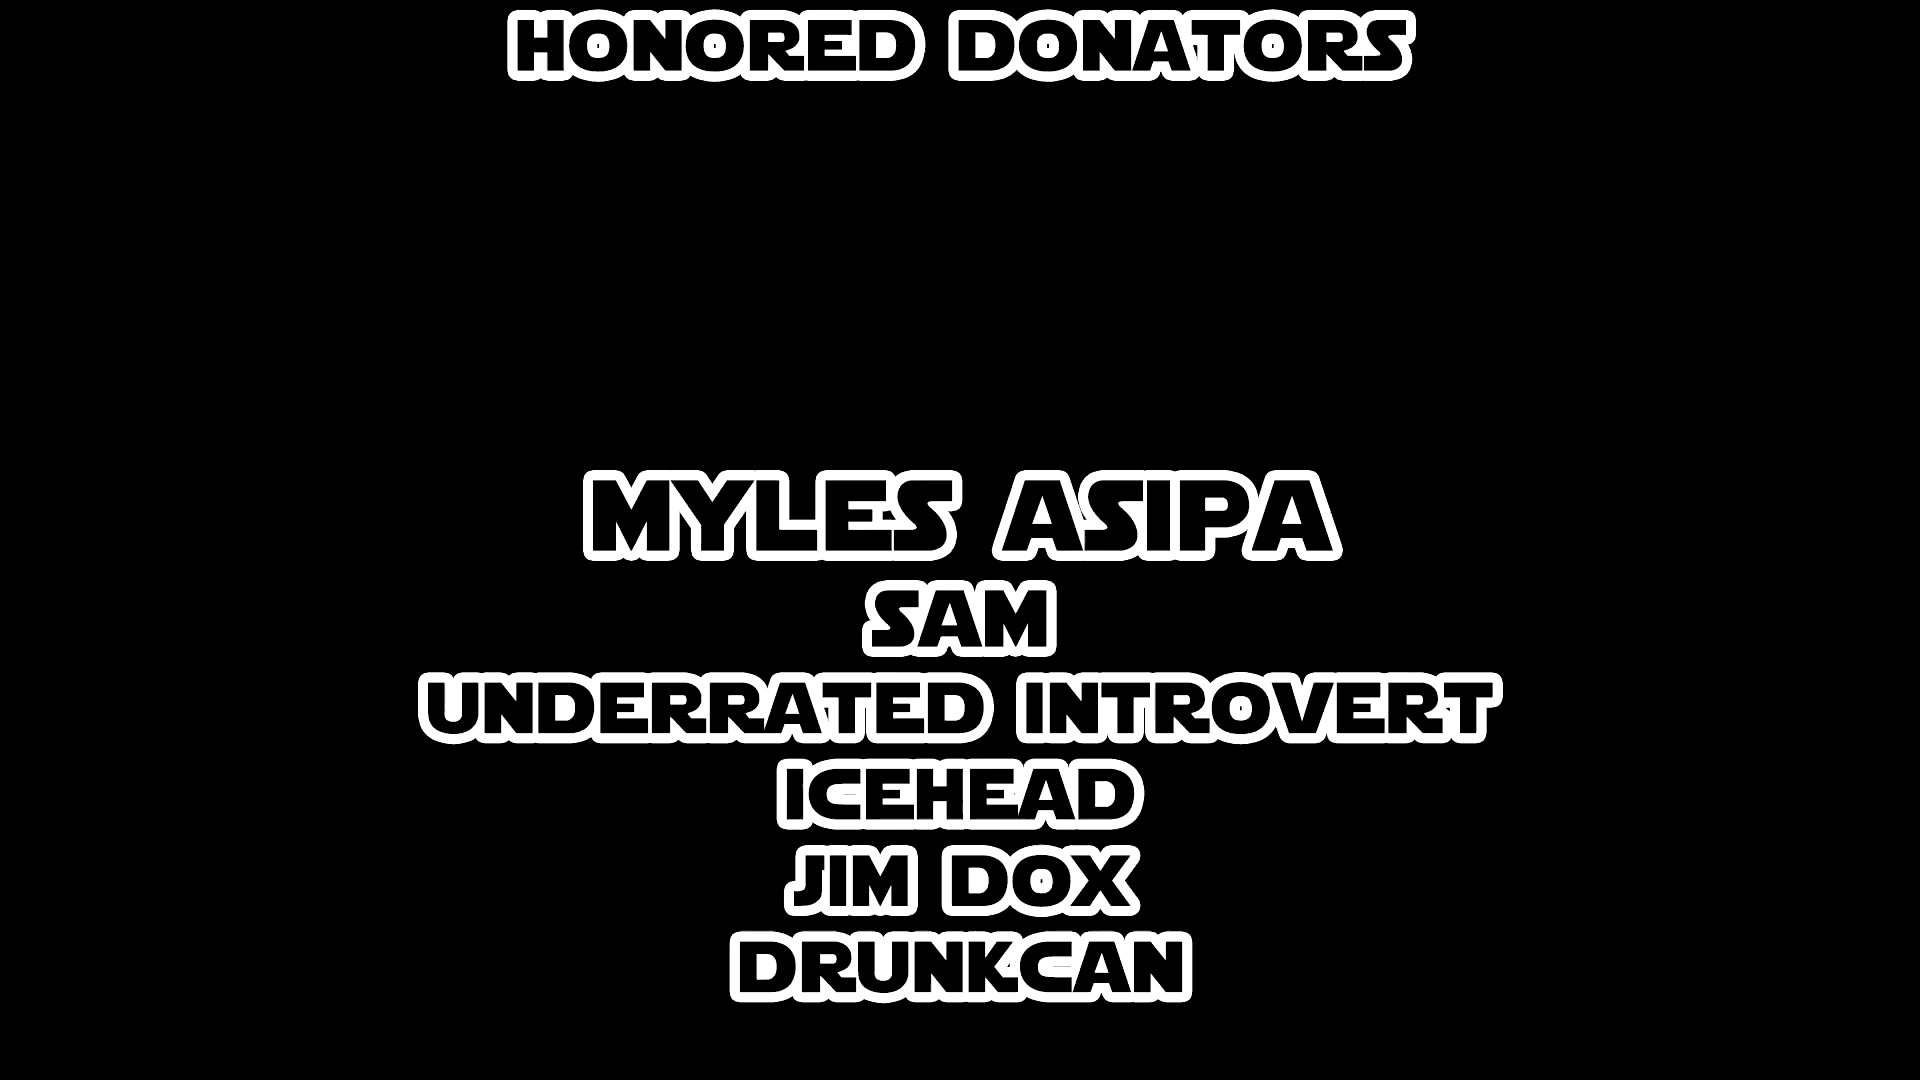 HONORED DONATORS
MYLES ASIPA
SAM
UNDERRATED INTROVERT
ICEHEAD
JIM DOX
DRUNKCAN